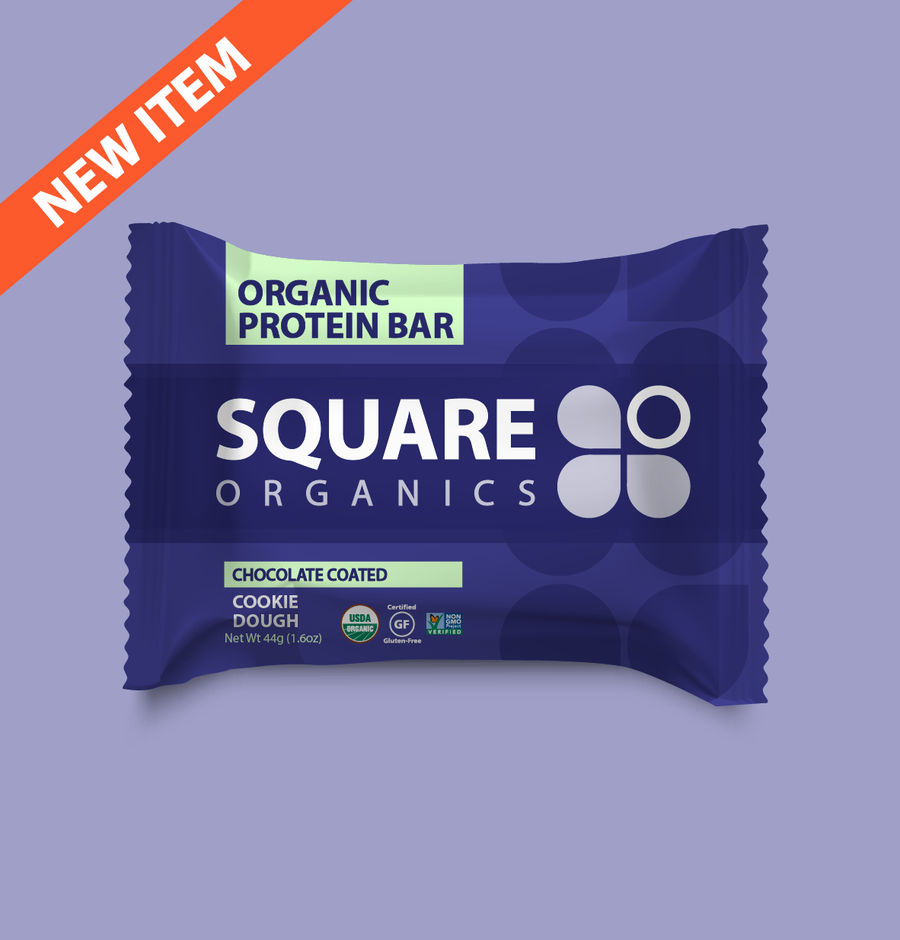 NEW ITEM
ORGANIC
PROTEIN BAR
SQUARE
ORGANICS
CHOCOLATE COATED
COOKIE
DOUGH
Net Wt 44g (1.6oz)
USDA
ORGANIC
Certified
GF
Gluten-Free
NON
GMO
Project
VERIFIED